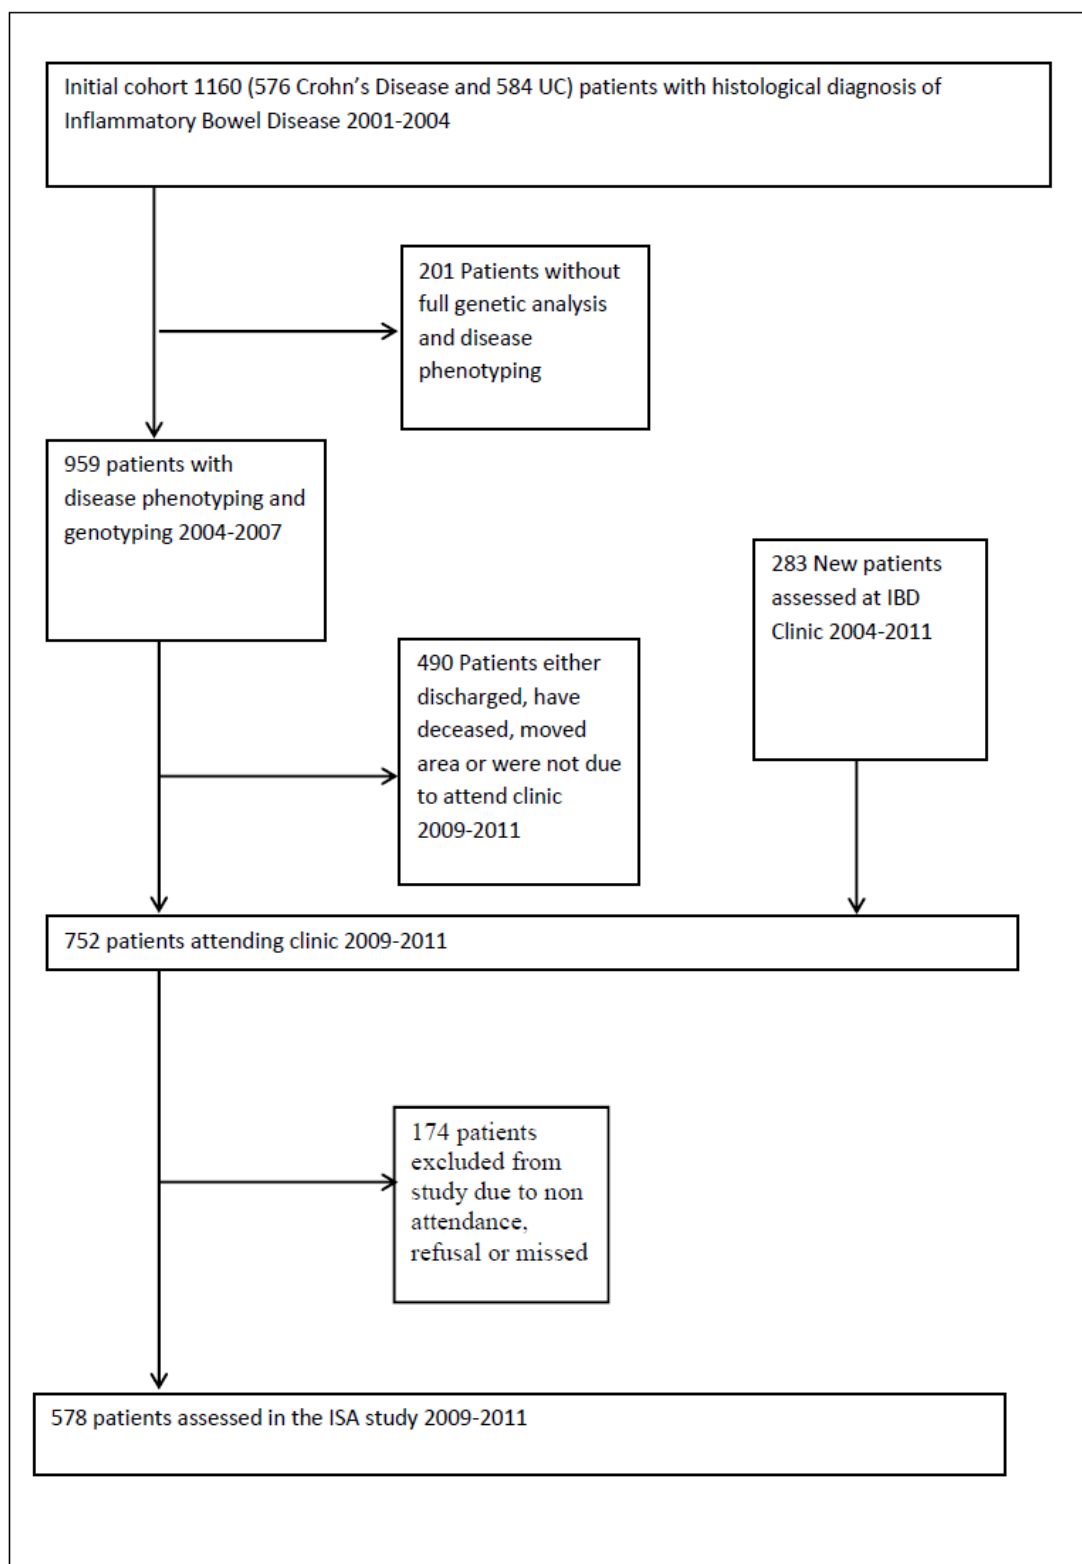 Initial cohort 1160 (576 Crohn's Disease and 584 UC) patients with histological diagnosis of
Inflammatory Bowel Disease 2001-2004
201 Patients without
full genetic analysis
and disease
phenotyping
959 patients with
disease phenotyping and
genotyping 2004-2007
283 New patients
assessed at IBD
Clinic 2004-2011
490 Patients either
discharged, have
deceased, moved
area or were not due
to attend clinic
2009-2011
752 patients attending clinic 2009-2011
174 patients
excluded from
study due to non
attendance,
refusal or missed
578 patients assessed in the ISA study 2009-2011